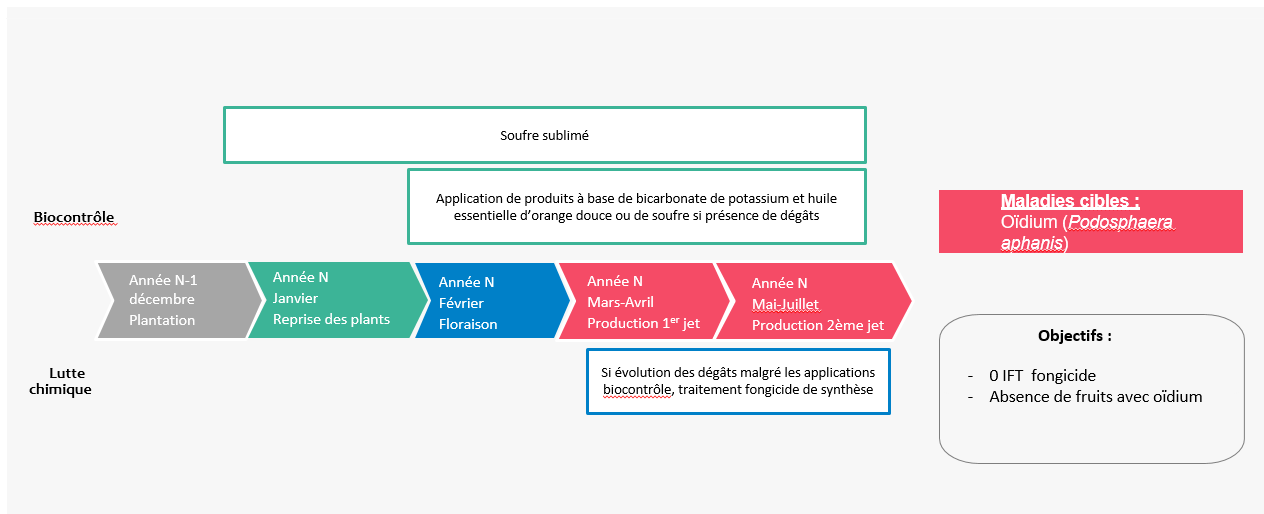 Soufre sublimé
Application de produits à base de bicarbonate de potassium et huile
essentielle d'orange douce ou de soufre si présence de dégâts
Biocontrôle
Maladies cibles :
Oïdium (Podosphaera
aphanis)
Année N-1
décembre
Plantation
Année N
Janvier
Reprise des plants
Année N
Février
Floraison
Année N
Mars-Avril
Production 1er jet
Année N
Mai-Juillet
Production 2ème jet
Lutte
chimique
Si évolution des dégâts malgré les applications
biocontrôle, traitement fongicide de synthèse
Objectifs :
- 0 IFT fongicide
- Absence de fruits avec oïdium